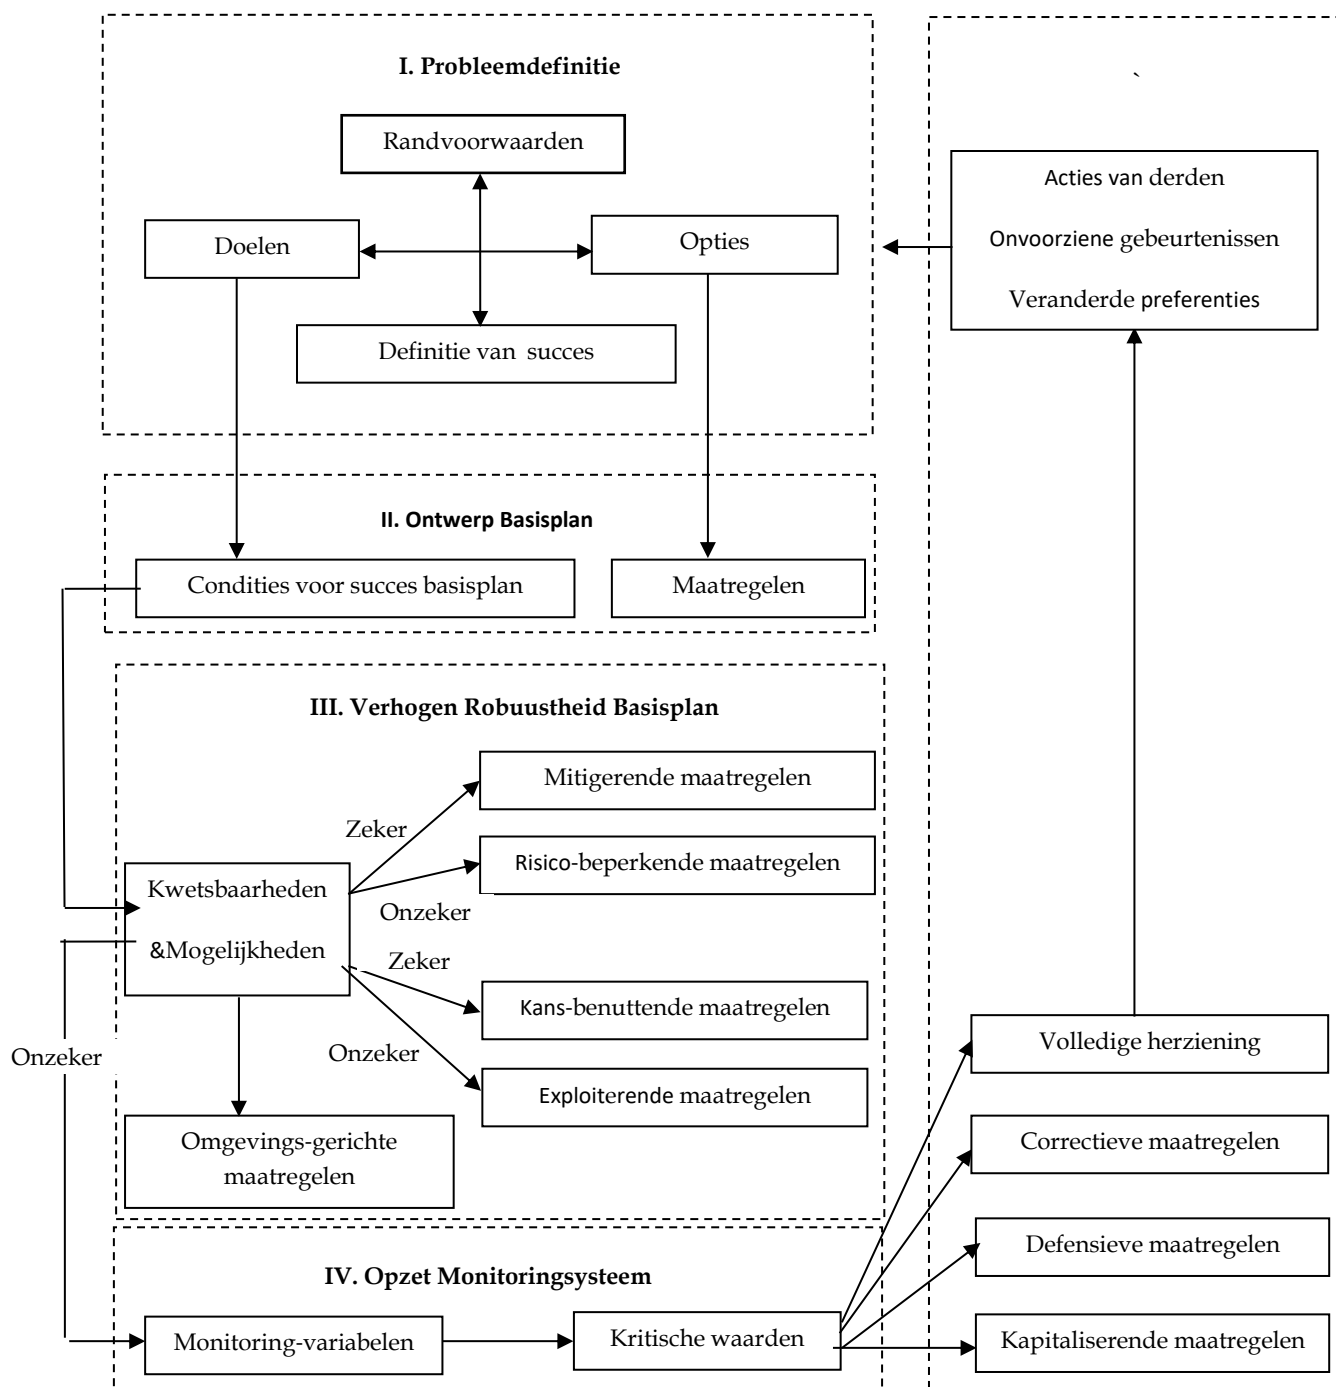 I. Probleemdefinitie
`
Randvoorwaarden
Doelen
Opties
Definitie van succes
Acties van derden
Onvoorziene gebeurtenissen
Veranderde preferenties
II. Ontwerp Basisplan
Condities voor succes basisplan
Maatregelen
III. Verhogen Robuustheid Basisplan
Mitigerende maatregelen
Zeker
Risico-beperkende maatregelen
Kwetsbaarheden
&Mogelijkheden
Onzeker
Zeker
Kans-benuttende maatregelen
Onzeker
Onzeker
Exploiterende maatregelen
Omgevings-gerichte
maatregelen
Volledige herziening
Correctieve maatregelen
Defensieve maatregelen
Kapitaliserende maatregelen
IV. Opzet Monitoringsysteem
Monitoring-variabelen
Kritische waarden